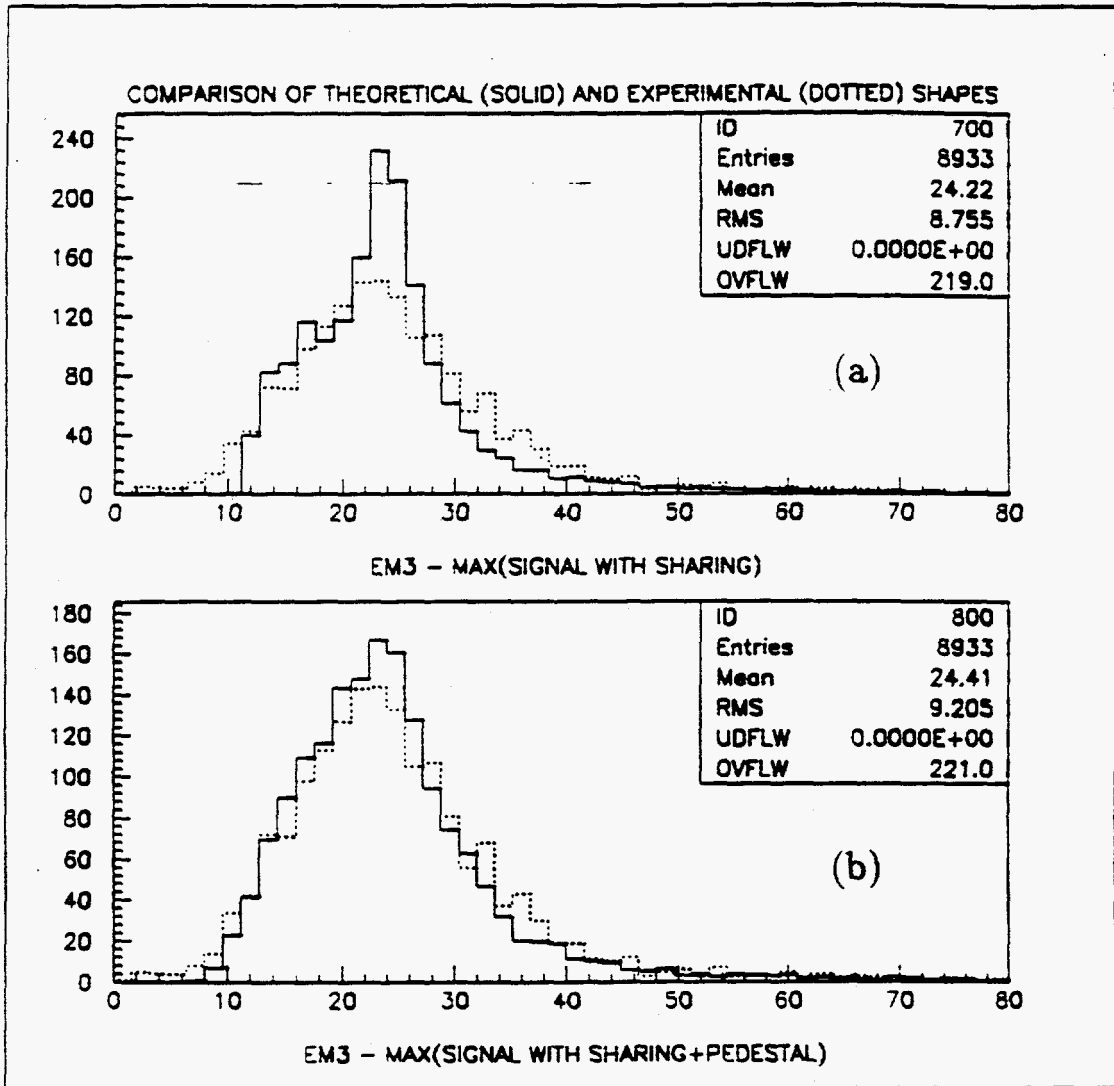 COMPARISON OF THEORETICAL (SOLID) AND EXPERIMENTAL (DOTTED) SHAPES
ID 700
Entries 8933
Mean 24.22
RMS 8.755
UDFLW 0.0000E+00
OVFLW 219.0
240
200
160
120
80
40
0
(a)
0 10 20 30 40 50 60 70 80
EM3 - MAX(SIGNAL WITH SHARING)
ID 800
Entries 8933
Mean 24.41
RMS 9.205
UDFLW 0.0000E+00
OVFLW 221.0
180
160
140
120
100
80
60
40
20
0
(b)
0 10 20 30 40 50 60 70 80
EM3 - MAX(SIGNAL WITH SHARING+PEDESTAL)